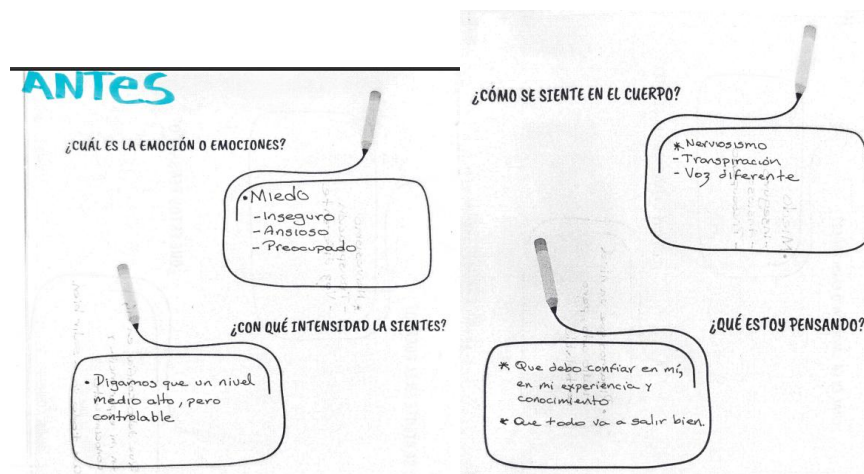 ANTes
¿CUÁL ES LA EMOCIÓN O EMOCIONES?
• Miedo
- Inseguro
- Ansioso
- Preocupado
¿CON QUÉ INTENSIDAD LA SIENTES?
• Digamos que un nivel
medio alto, pero
controlable
¿CÓMO SE SIENTE EN EL CUERPO?
* Nerviosismo
- Transpiración
- Voz diferente
¿QUÉ ESTOY PENSANDO?
* Que debo confiar en mí,
en mi experiencia y
conocimiento
* Que todo va a salir bien.